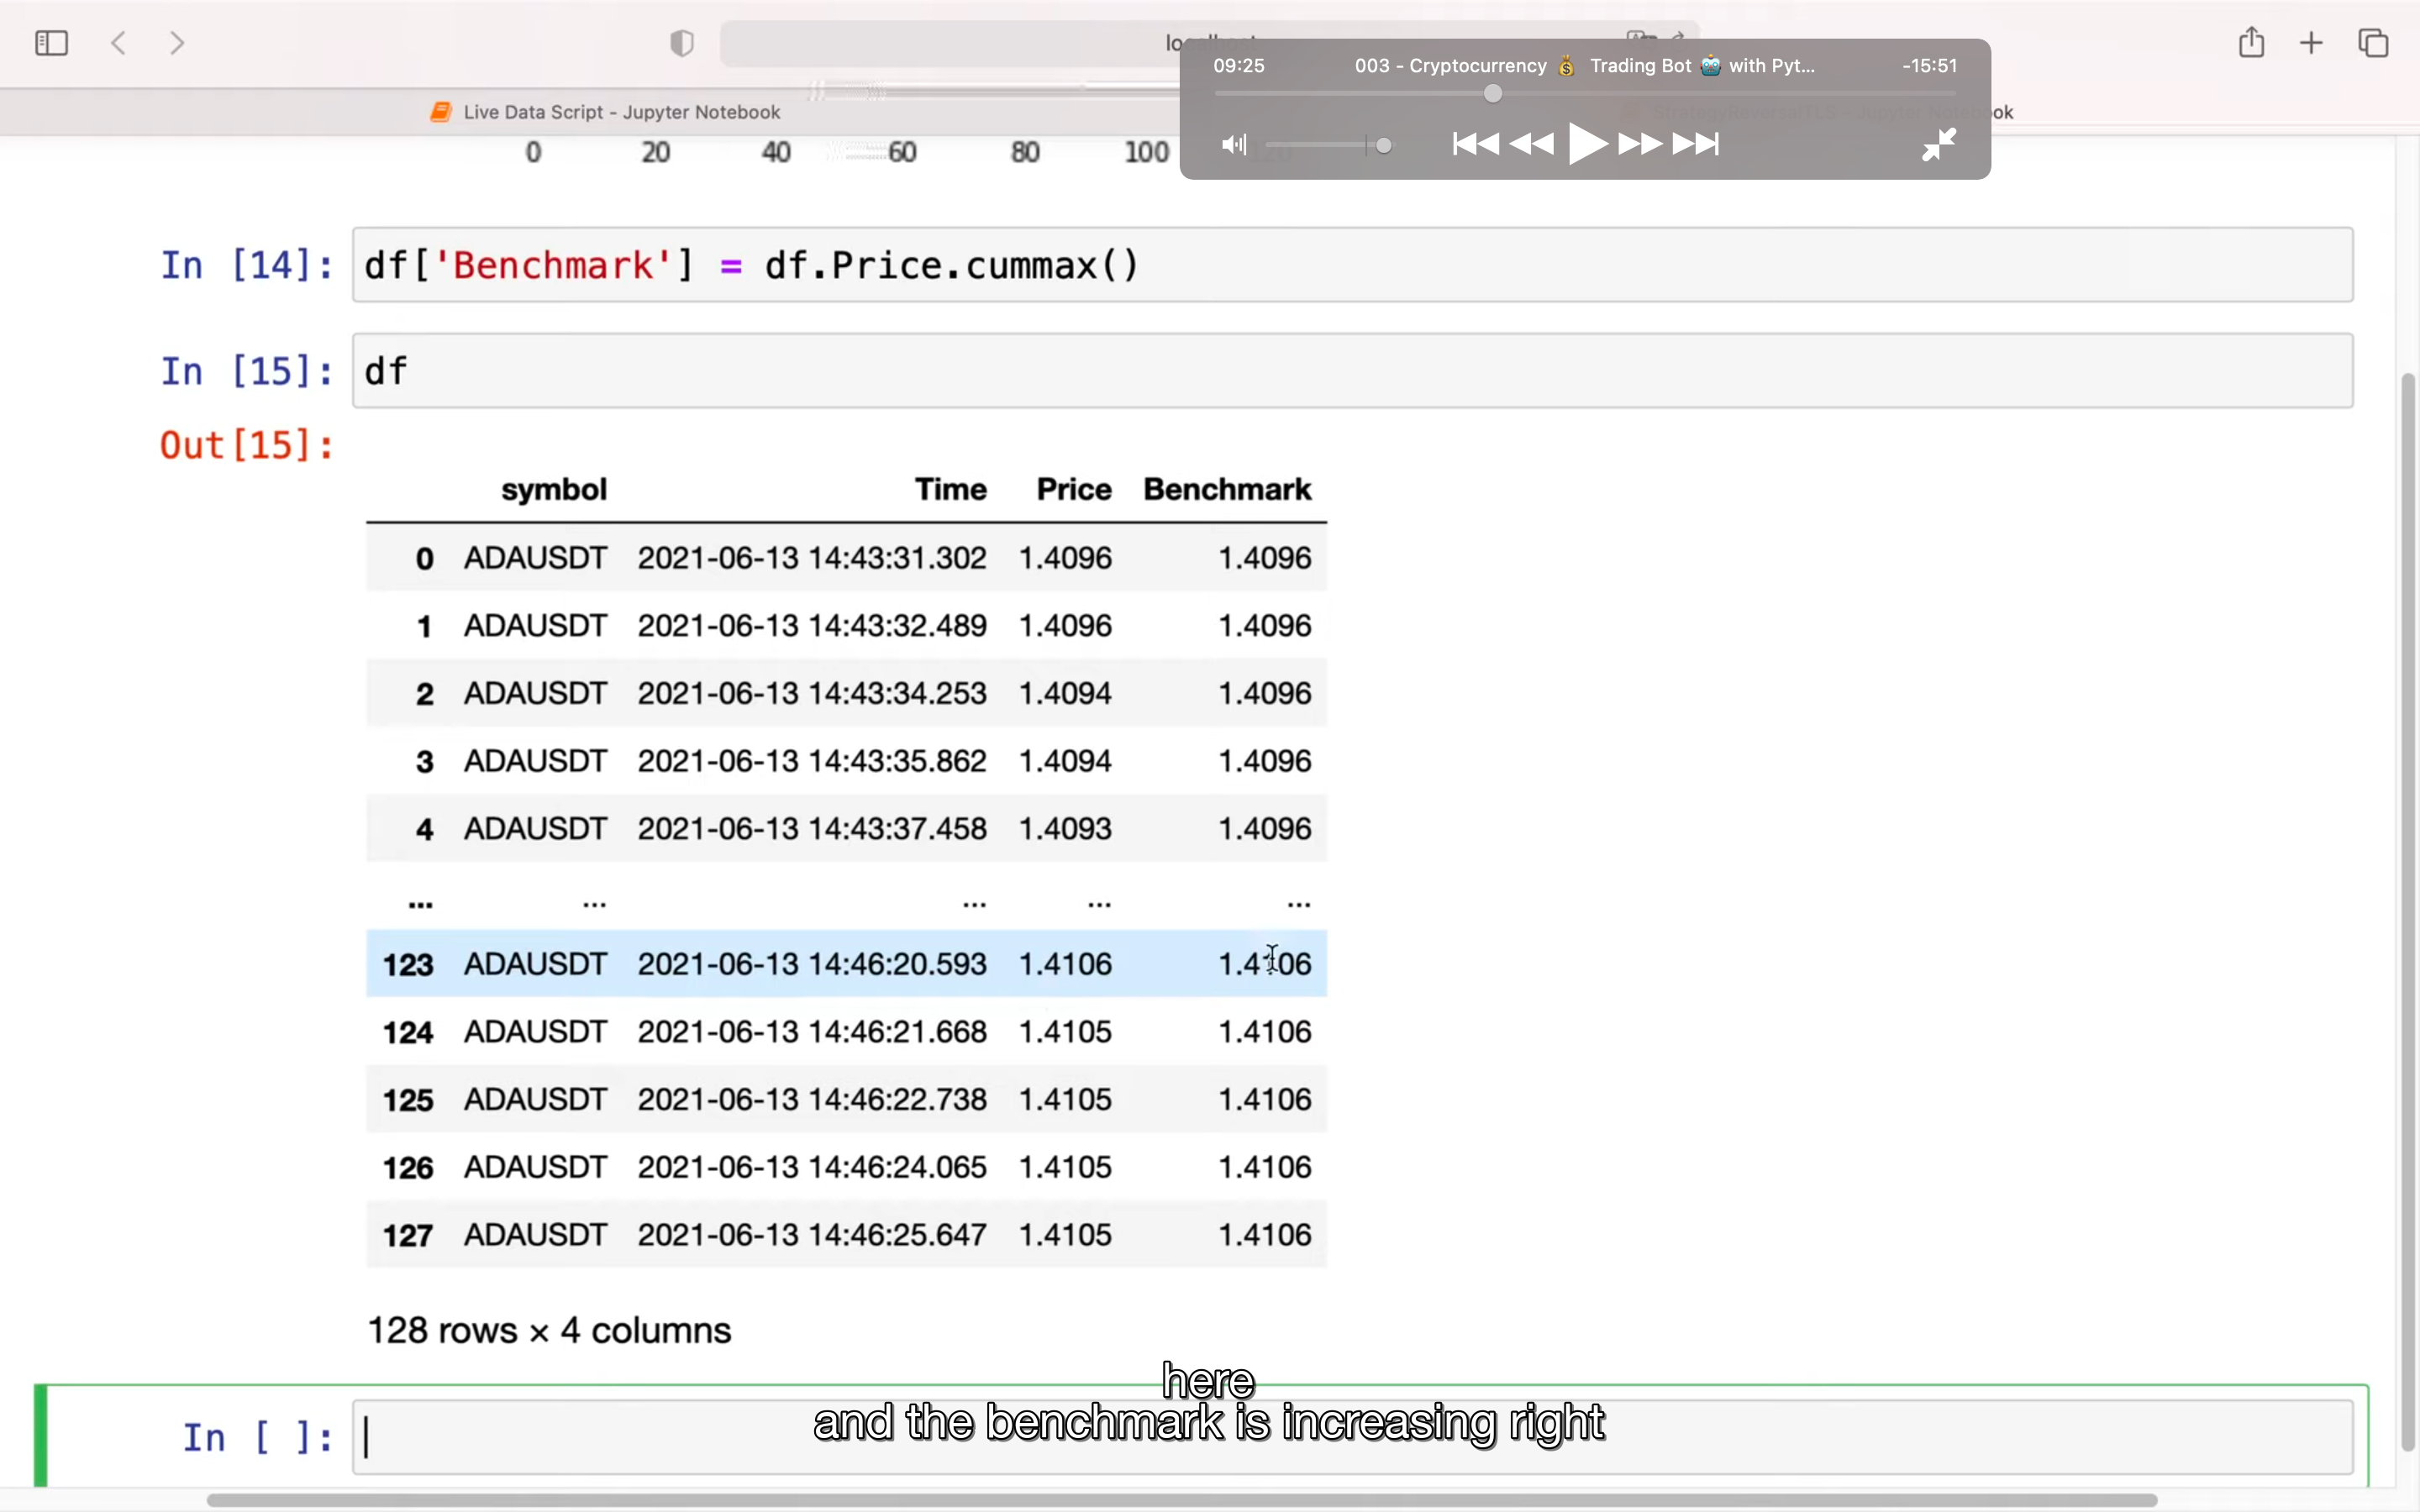 localhost
09:25 003 - Cryptocurrency 💰 Trading Bot 🤖 with Pyt... -15:51
Live Data Script - Jupyter Notebook
StrategyReversalTLS - Jupyter Notebook
0 20 40 60 80 100 120
In [14]: df['Benchmark'] = df.Price.cummax()
In [15]: df
Out[15]:
symbol Time Price Benchmark
0 ADAUSDT 2021-06-13 14:43:31.302 1.4096 1.4096
1 ADAUSDT 2021-06-13 14:43:32.489 1.4096 1.4096
2 ADAUSDT 2021-06-13 14:43:34.253 1.4094 1.4096
3 ADAUSDT 2021-06-13 14:43:35.862 1.4094 1.4096
4 ADAUSDT 2021-06-13 14:43:37.458 1.4093 1.4096
... ... ... ... ...
123 ADAUSDT 2021-06-13 14:46:20.593 1.4106 1.4106
124 ADAUSDT 2021-06-13 14:46:21.668 1.4105 1.4106
125 ADAUSDT 2021-06-13 14:46:22.738 1.4105 1.4106
126 ADAUSDT 2021-06-13 14:46:24.065 1.4105 1.4106
127 ADAUSDT 2021-06-13 14:46:25.647 1.4105 1.4106
128 rows × 4 columns
here
and the benchmark is increasing right
In [ ]: